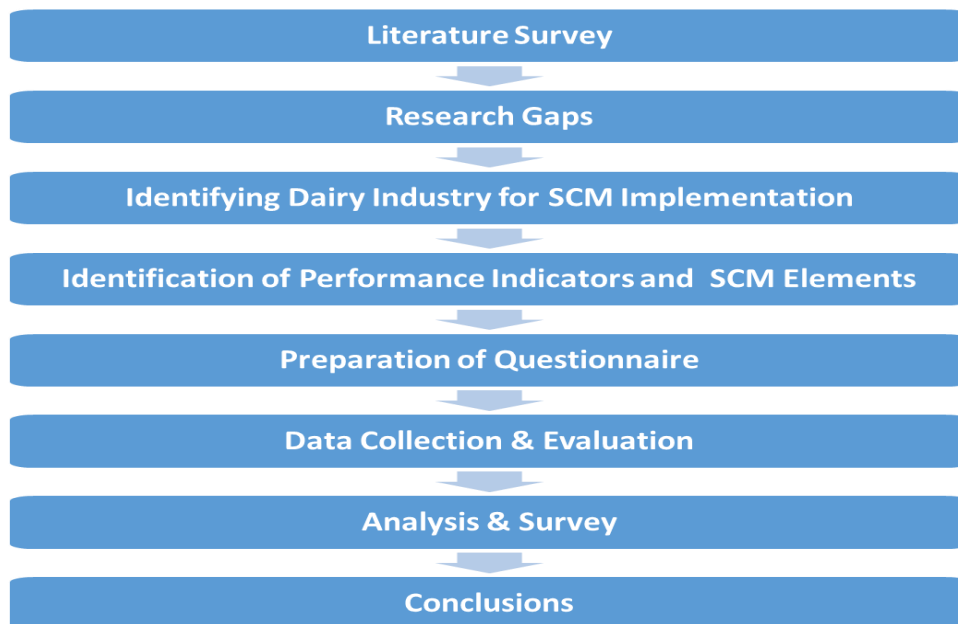 Literature Survey
Research Gaps
Identifying Dairy Industry for SCM Implementation
Identification of Performance Indicators and SCM Elements
Preparation of Questionnaire
Data Collection & Evaluation
Analysis & Survey
Conclusions